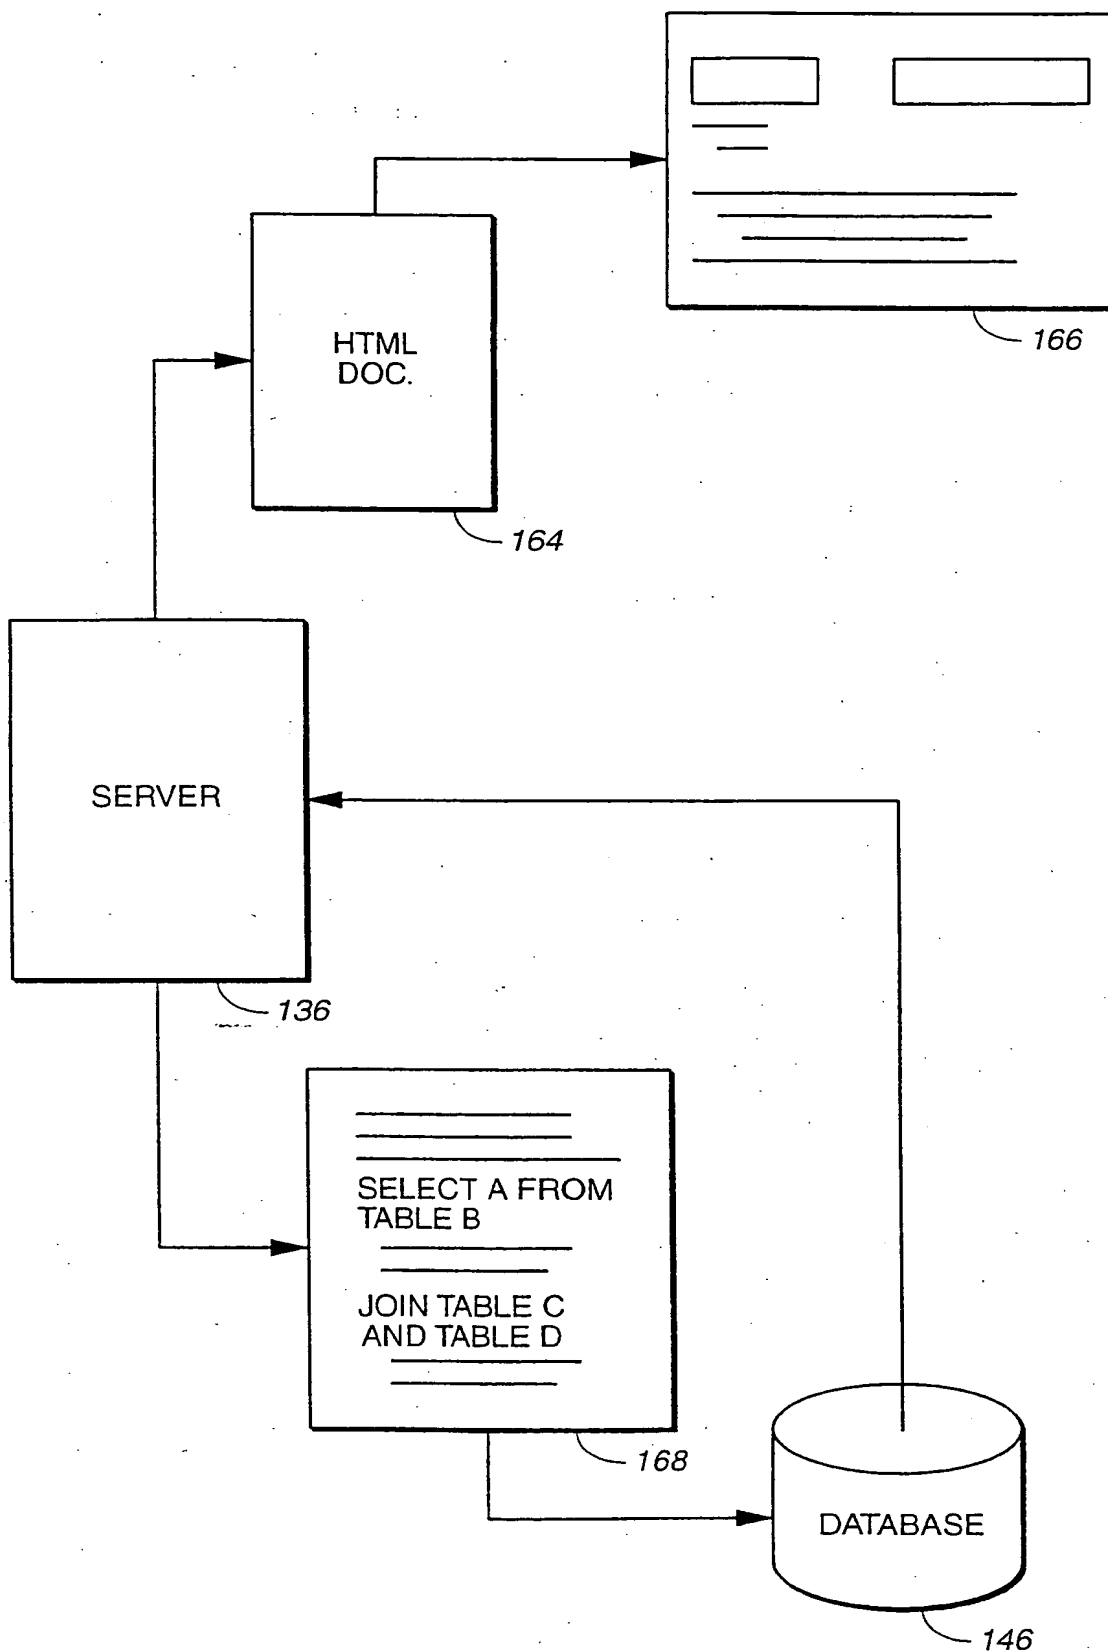 166
HTML
DOC.
164
SERVER
136
SELECT A FROM
TABLE B
JOIN TABLE C
AND TABLE D
168
DATABASE
146